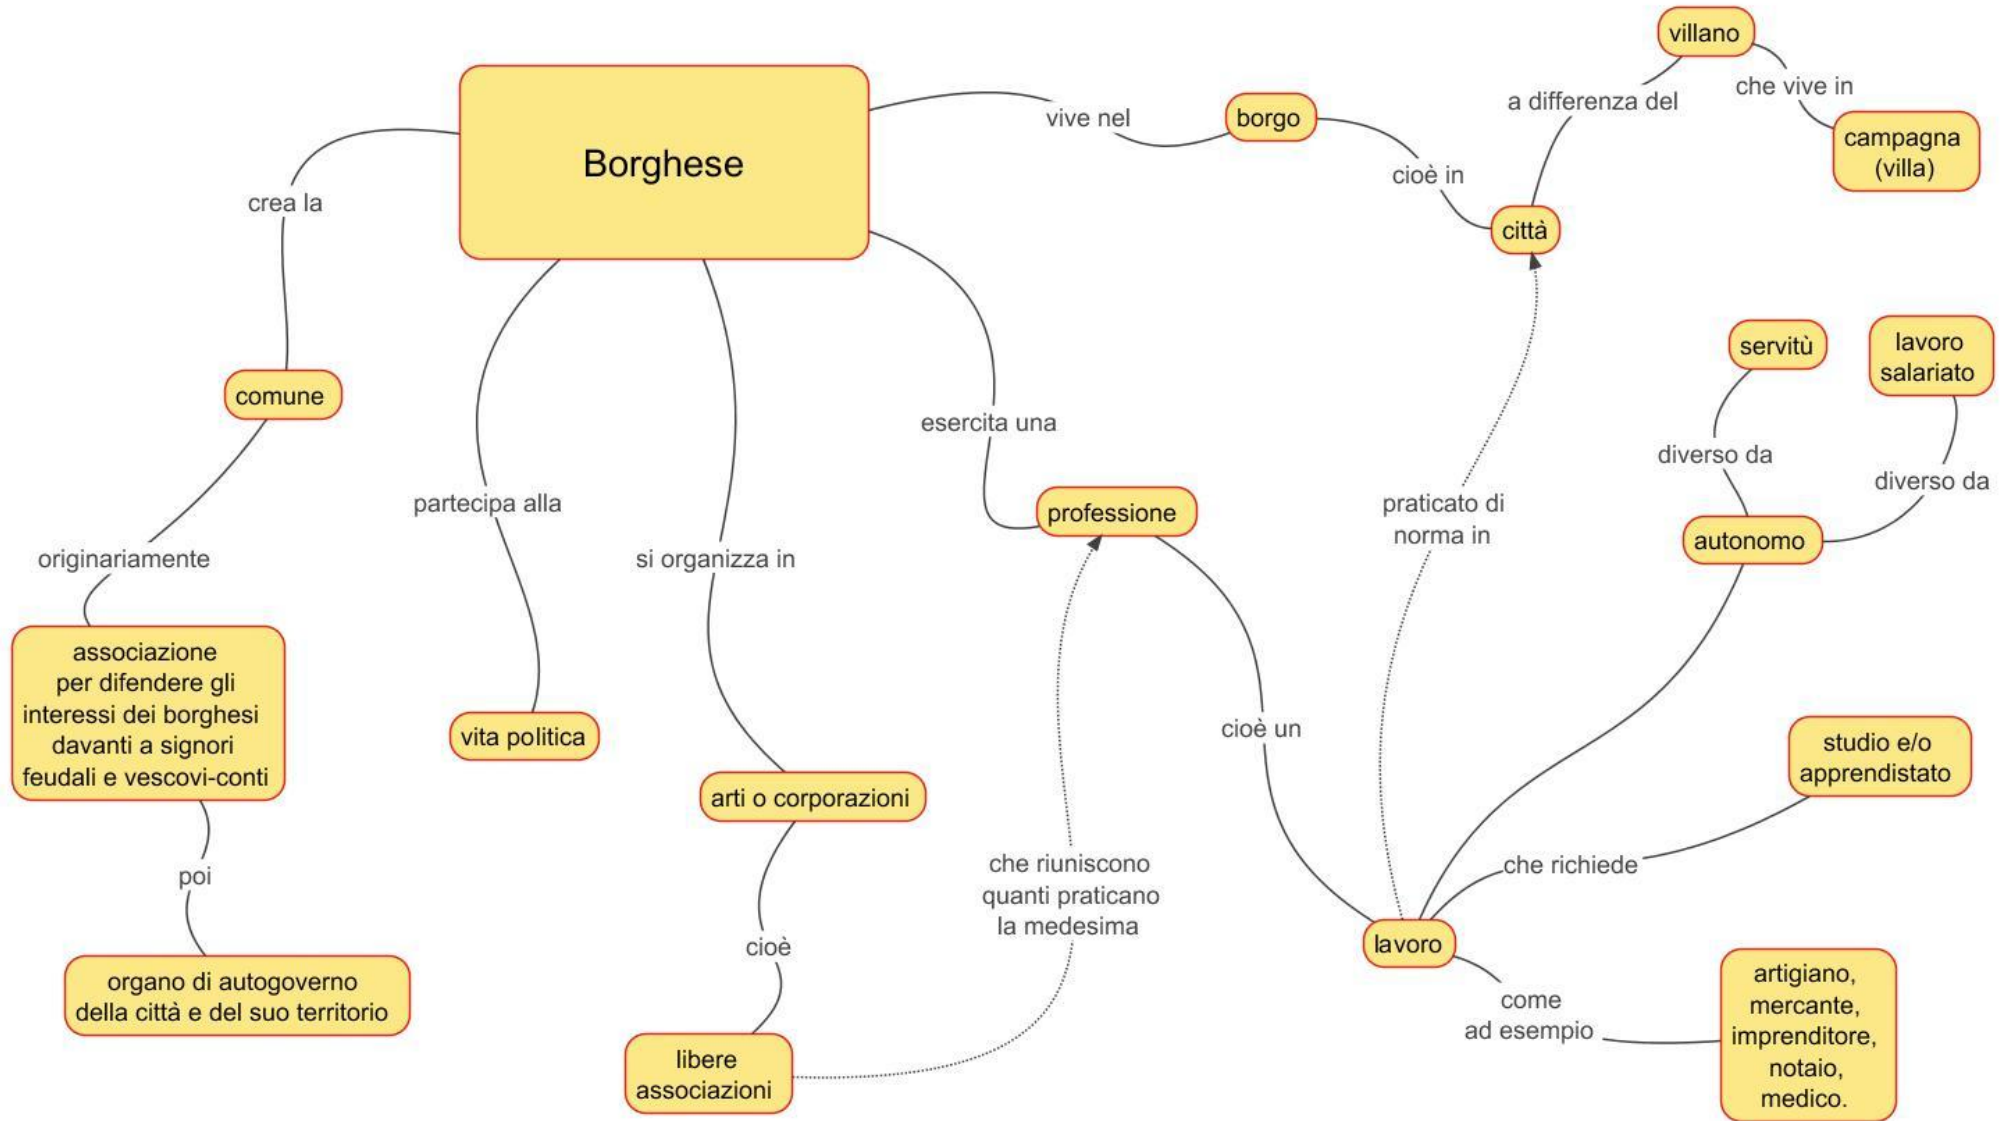 Borghese
crea la
comune
originariamente
associazione
per difendere gli
interessi dei borghesi
davanti a signori
feudali e vescovi-conti
poi
organo di autogoverno
della città e del suo territorio
partecipa alla
vita politica
si organizza in
arti o corporazioni
cioè
libere
associazioni
che riuniscono
quanti praticano
la medesima
esercita una
professione
cioè un
lavoro
praticato di
norma in
autonomo
diverso da
servitù
diverso da
lavoro
salariato
che richiede
studio e/o
apprendistato
come
ad esempio
artigiano,
mercante,
imprenditore,
notaio,
medico.
vive nel
borgo
cioè in
città
a differenza del
villano
che vive in
campagna
(villa)